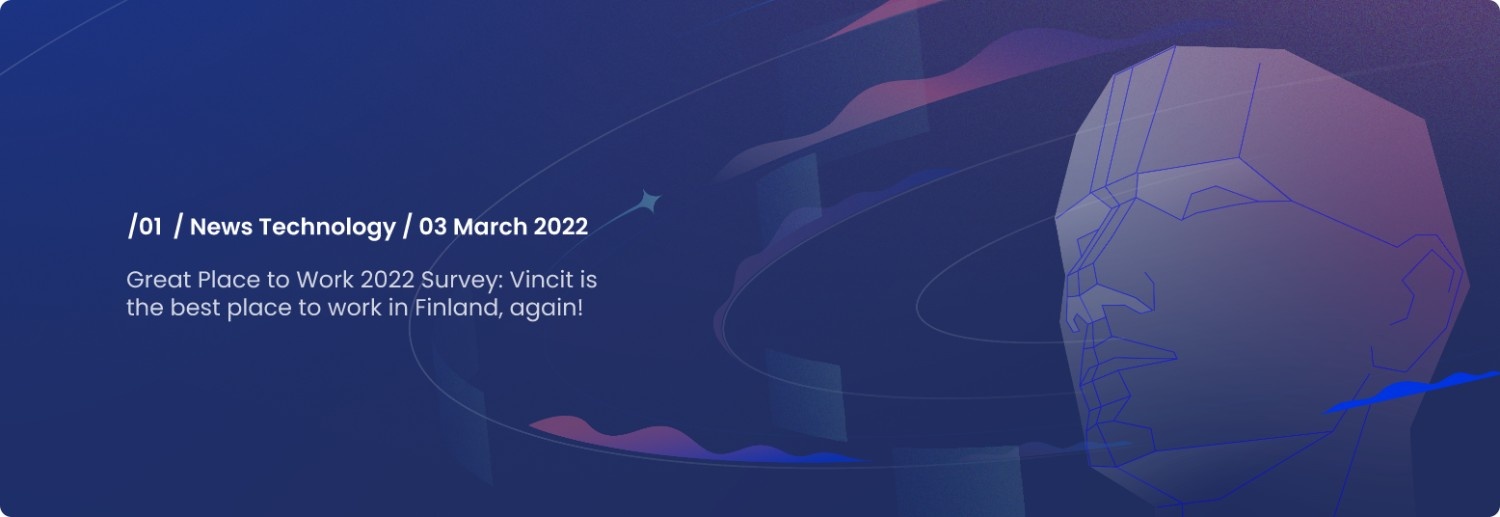 /01 / News Technology / 03 March 2022
Great Place to Work 2022 Survey: Vincit is
the best place to work in Finland, again!